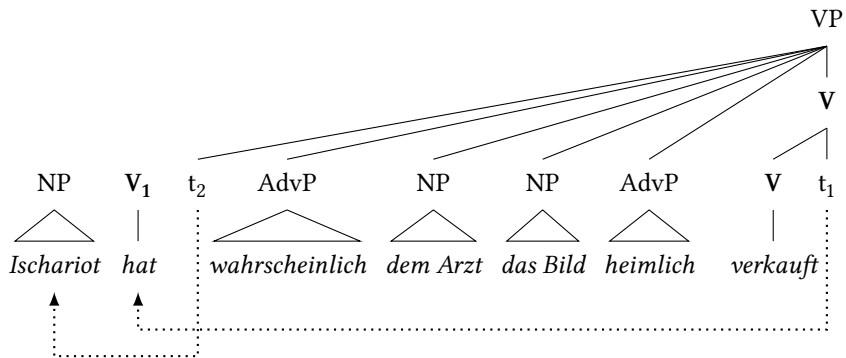 VP
V
NP V₁ t₂ AdvP NP NP AdvP V t₁
Ischariot hat wahrscheinlich dem Arzt das Bild heimlich verkauft